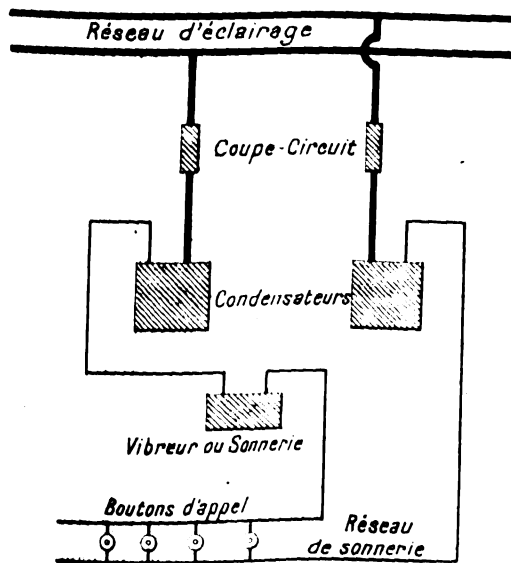 Réseau d'éclairage
Coupe-Circuit
Condensateurs
Vibreur ou Sonnerie
Boutons d'appel
Réseau
de sonnerie